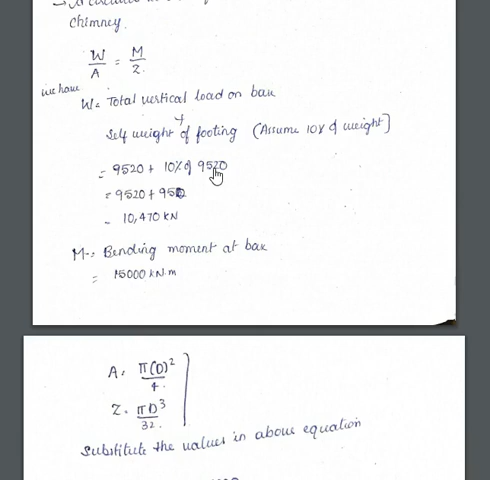 chimney.
W/A = M/Z.
we have
W = Total vertical load on base
+
Self weight of footing (Assume 10% of weight]
= 9520 + 10% of 9520
= 9520 + 950
- 10,470 KN
M-: Bending moment at base
= 15000 KN.m
A. π(D)²/4.
Z. πD³/32.
Substitute the values in above equation